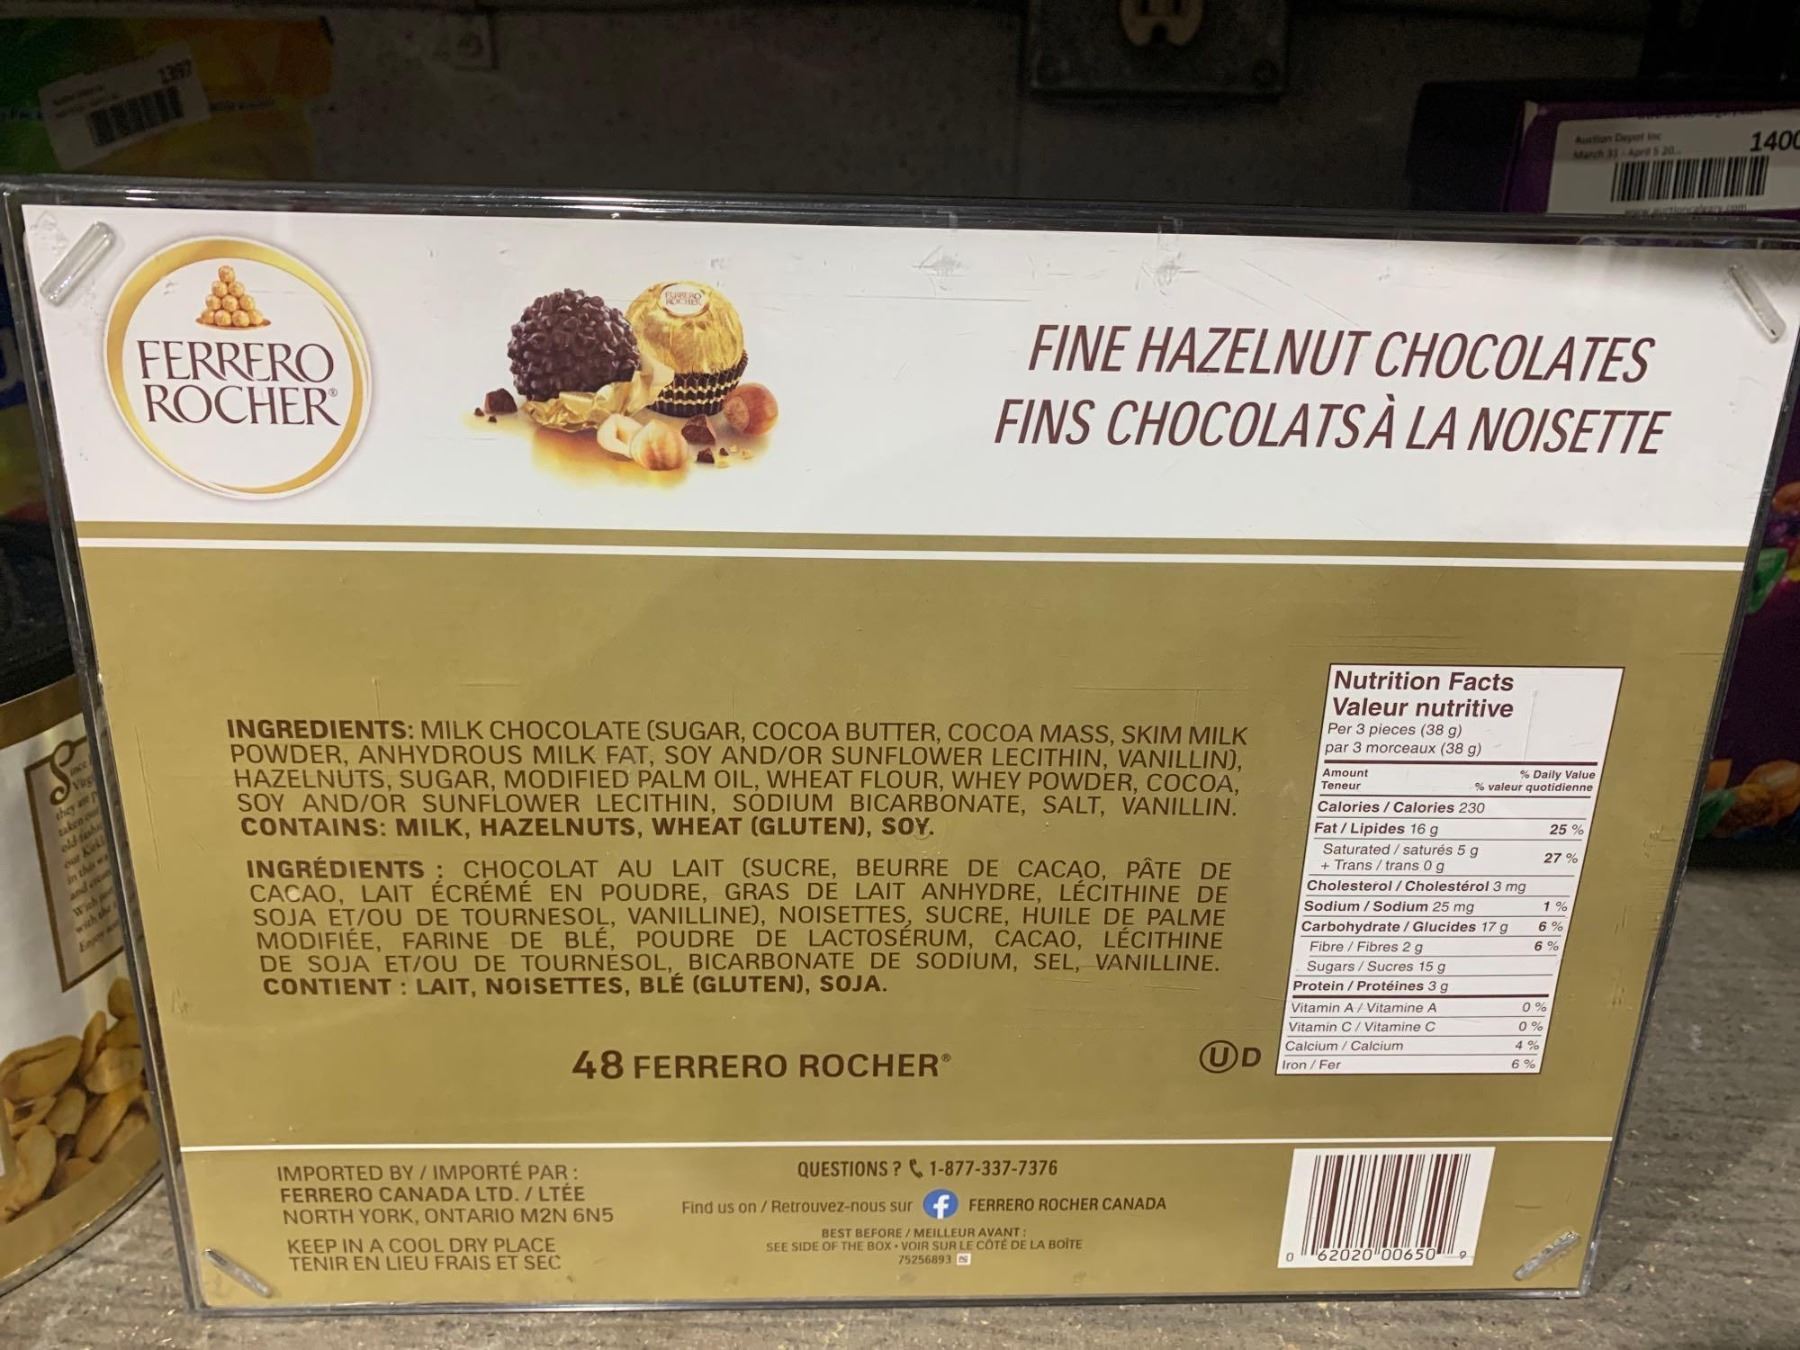 1397
Auction Depot Inc
March 31 - April 5 20...
1400
FERRERO
ROCHER®
FERRERO
ROCHER
FINE HAZELNUT CHOCOLATES
FINS CHOCOLATS À LA NOISETTE
INGREDIENTS: MILK CHOCOLATE (SUGAR, COCOA BUTTER, COCOA MASS, SKIM MILK
POWDER, ANHYDROUS MILK FAT, SOY AND/OR SUNFLOWER LECITHIN, VANILLIN),
HAZELNUTS, SUGAR, MODIFIED PALM OIL, WHEAT FLOUR, WHEY POWDER, COCOA,
SOY AND/OR SUNFLOWER LECITHIN, SODIUM BICARBONATE, SALT, VANILLIN.
CONTAINS: MILK, HAZELNUTS, WHEAT (GLUTEN), SOY.
INGRÉDIENTS : CHOCOLAT AU LAIT (SUCRE, BEURRE DE CACAO, PÂTE DE
CACAO, LAIT ÉCRÉMÉ EN POUDRE, GRAS DE LAIT ANHYDRE, LÉCITHINE DE
SOJA ET/OU DE TOURNESOL, VANILLINE), NOISETTES, SUCRE, HUILE DE PALME
MODIFIÉE, FARINE DE BLÉ, POUDRE DE LACTOSÉRUM, CACAO, LÉCITHINE
DE SOJA ET/OU DE TOURNESOL, BICARBONATE DE SODIUM, SEL, VANILLINE.
CONTIENT : LAIT, NOISETTES, BLÉ (GLUTEN), SOJA.
48 FERRERO ROCHER®
U D
Nutrition Facts
Valeur nutritive
Per 3 pieces (38 g)
par 3 morceaux (38 g)
Amount % Daily Value
Teneur % valeur quotidienne
Calories / Calories 230
Fat / Lipides 16 g 25 %
Saturated / saturés 5 g
+ Trans / trans 0 g 27 %
Cholesterol / Cholestérol 3 mg
Sodium / Sodium 25 mg 1 %
Carbohydrate / Glucides 17 g 6 %
Fibre / Fibres 2 g 6 %
Sugars / Sucres 15 g
Protein / Protéines 3 g
Vitamin A / Vitamine A 0 %
Vitamin C / Vitamine C 0 %
Calcium / Calcium 4 %
Iron / Fer 6 %
IMPORTED BY / IMPORTÉ PAR :
FERRERO CANADA LTD. / LTÉE
NORTH YORK, ONTARIO M2N 6N5
KEEP IN A COOL DRY PLACE
TENIR EN LIEU FRAIS ET SEC
QUESTIONS ? 1-877-337-7376
Find us on / Retrouvez-nous sur f FERRERO ROCHER CANADA
BEST BEFORE / MEILLEUR AVANT :
SEE SIDE OF THE BOX • VOIR SUR LE CÔTÉ DE LA BOÎTE
75256893
0 62020 00650 9